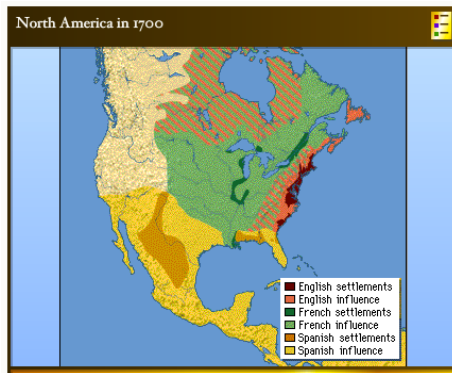 North America in 1700
English settlements
English influence
French settlements
French influence
Spanish settlements
Spanish influence